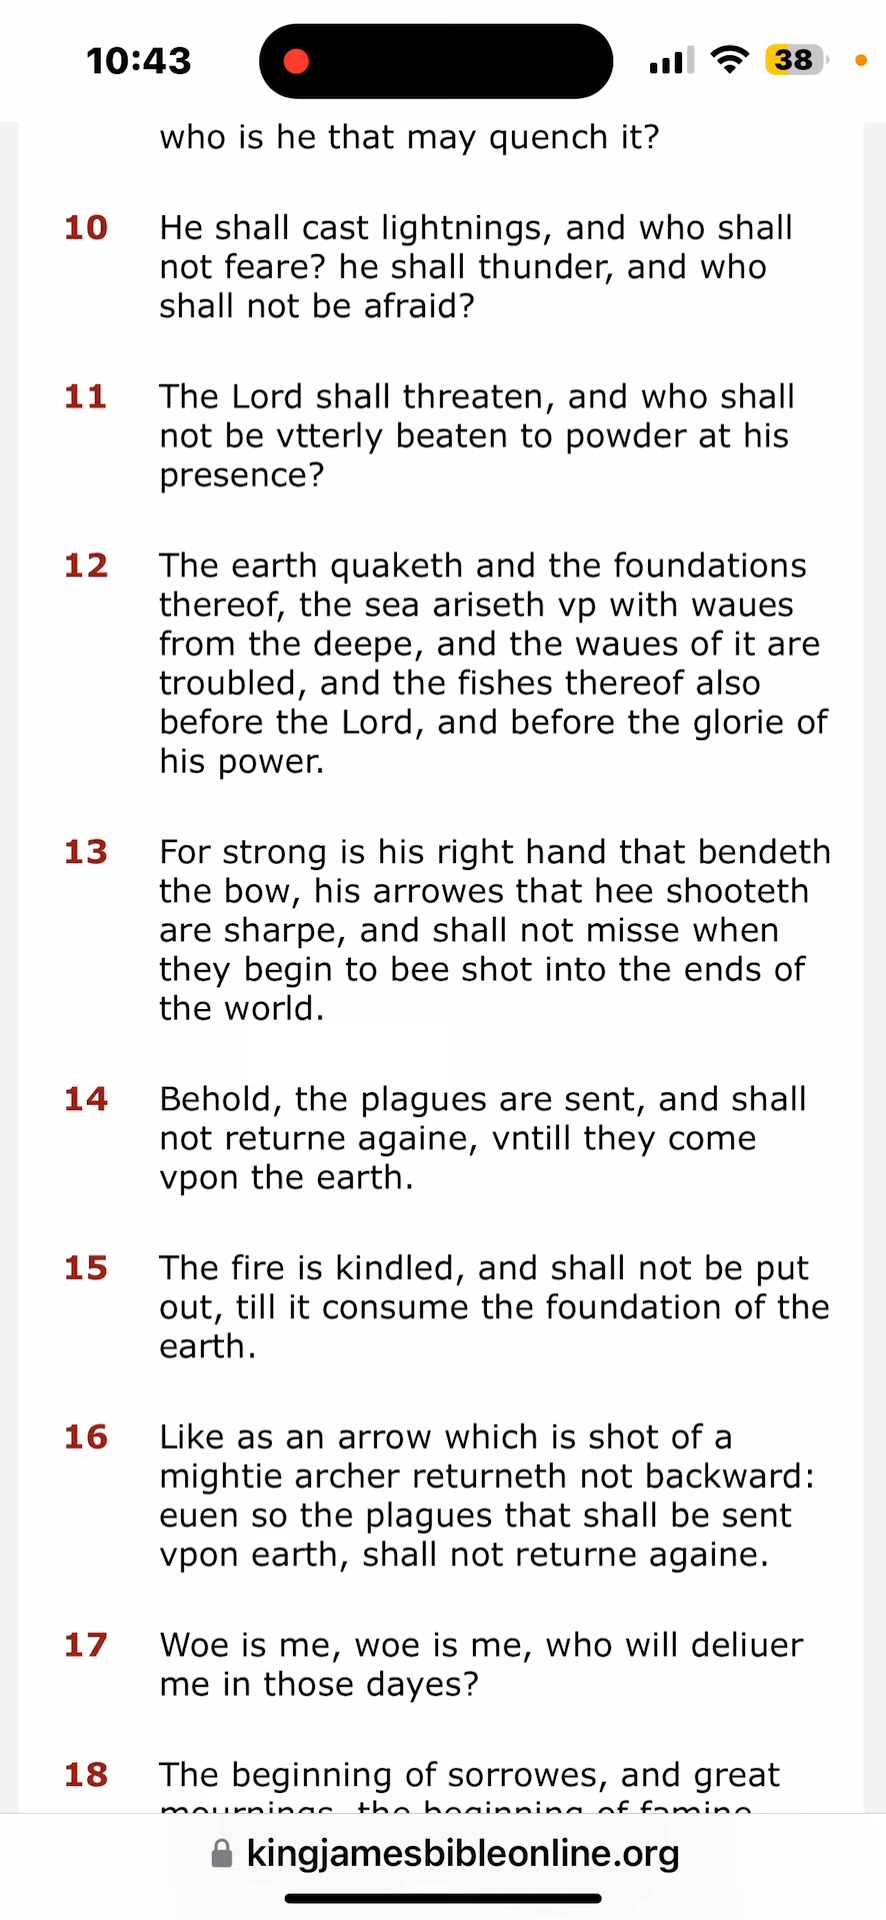 10:43
38
who is he that may quench it?
10 He shall cast lightnings, and who shall
not feare? he shall thunder, and who
shall not be afraid?
11 The Lord shall threaten, and who shall
not be vtterly beaten to powder at his
presence?
12 The earth quaketh and the foundations
thereof, the sea ariseth vp with waues
from the deepe, and the waues of it are
troubled, and the fishes thereof also
before the Lord, and before the glorie of
his power.
13 For strong is his right hand that bendeth
the bow, his arrowes that hee shooteth
are sharpe, and shall not misse when
they begin to bee shot into the ends of
the world.
14 Behold, the plagues are sent, and shall
not returne againe, vntill they come
vpon the earth.
15 The fire is kindled, and shall not be put
out, till it consume the foundation of the
earth.
16 Like as an arrow which is shot of a
mightie archer returneth not backward:
euen so the plagues that shall be sent
vpon earth, shall not returne againe.
17 Woe is me, woe is me, who will deliuer
me in those dayes?
18 The beginning of sorrowes, and great
mournings, the beginning of famine
kingjamesbibleonline.org